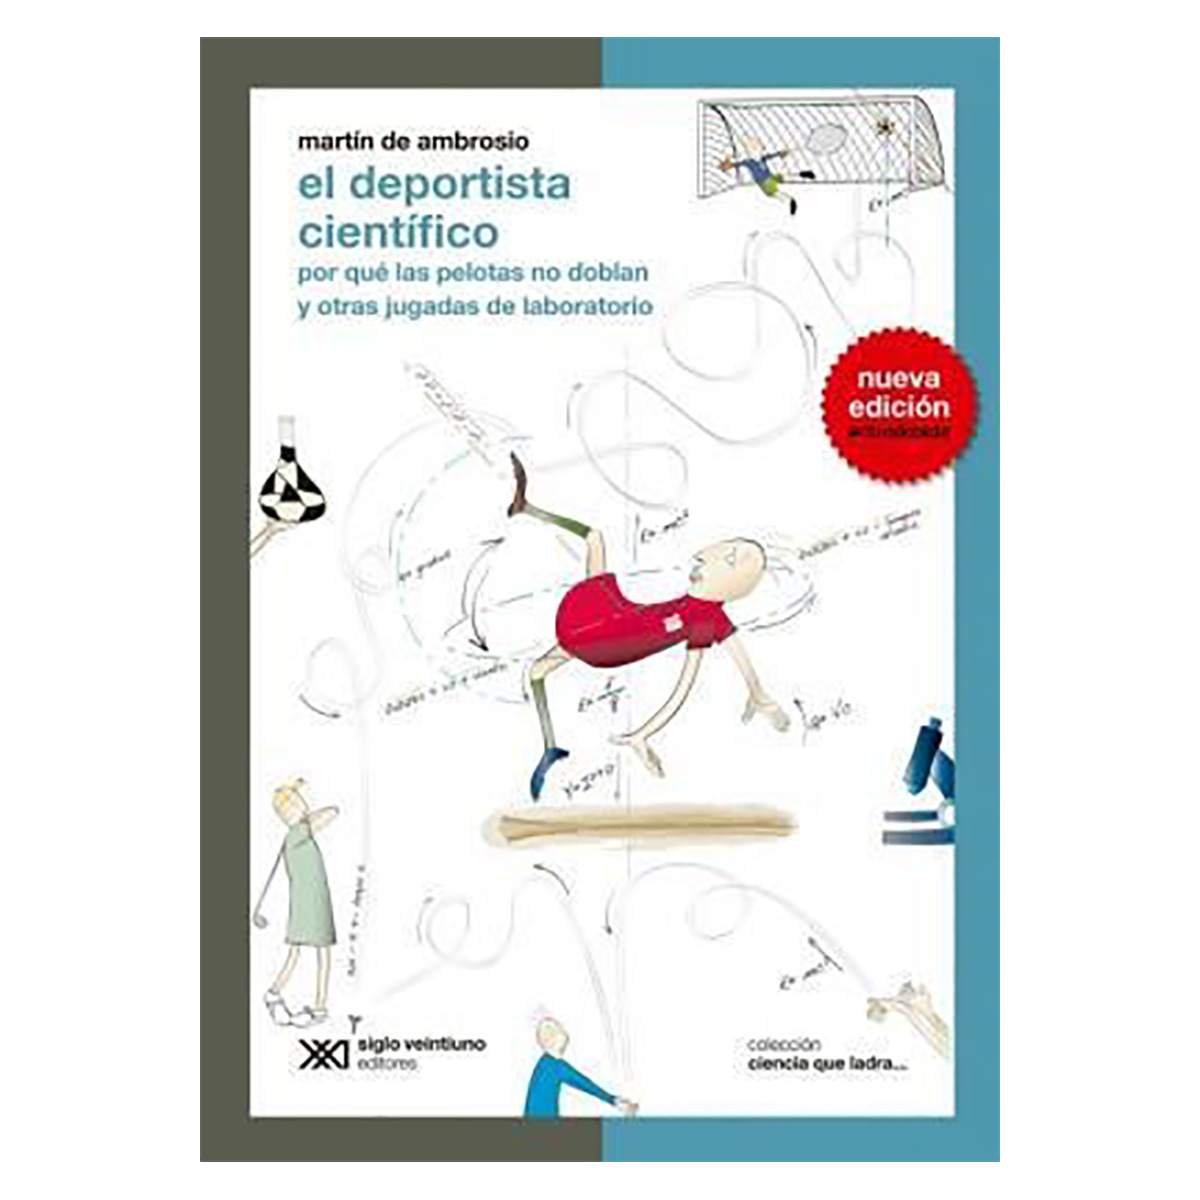 martín de ambrosio
el deportista
científico
por qué las pelotas no doblan
y otras jugadas de laboratorio
nueva
edición
actualizada
siglo veintiuno
editores
colección
ciencia que ladra...